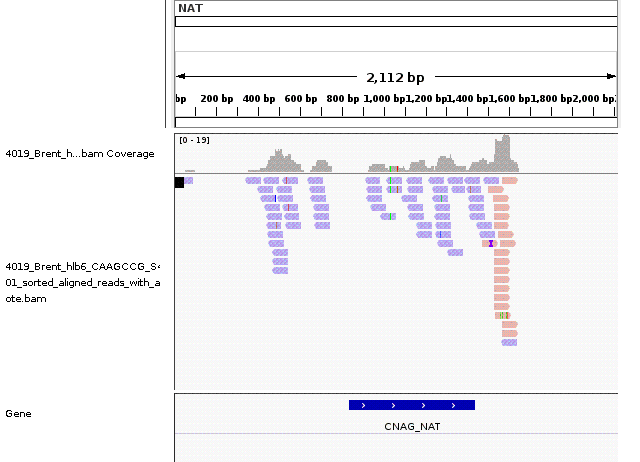 NAT
2,112 bp
bp 200 bp 400 bp 600 bp 800 bp 1,000 bp 1,200 bp 1,400 bp 1,600 bp 1,800 bp 2,000 bp 2,
[0 - 19]
4019_Brent_h...bam Coverage
4019_Brent_hlb6_CAAGCCG_S
01_sorted_aligned_reads_with_a
ote.bam
Gene
CNAG_NAT